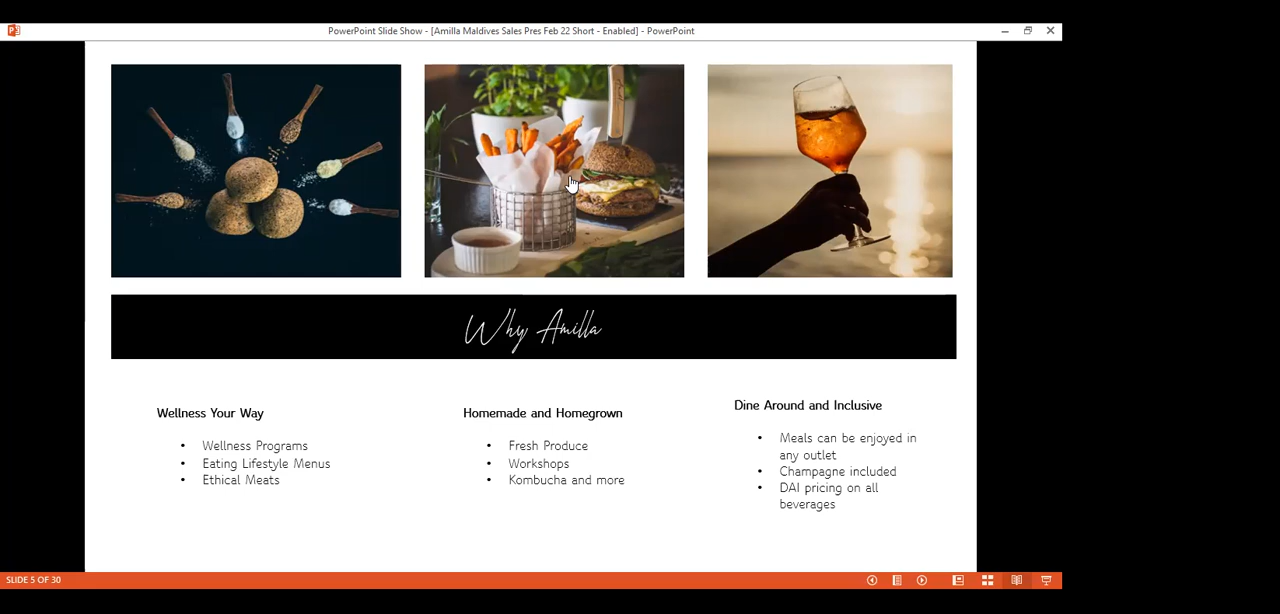 PowerPoint Slide Show - [Amilla Maldives Sales Pres Feb 22 Short - Enabled] - PowerPoint
Why Amilla
Wellness Your Way
• Wellness Programs
• Eating Lifestyle Menus
• Ethical Meats
Homemade and Homegrown
• Fresh Produce
• Workshops
• Kombucha and more
Dine Around and Inclusive
• Meals can be enjoyed in
any outlet
• Champagne included
• DAI pricing on all
beverages
SLIDE 5 OF 30